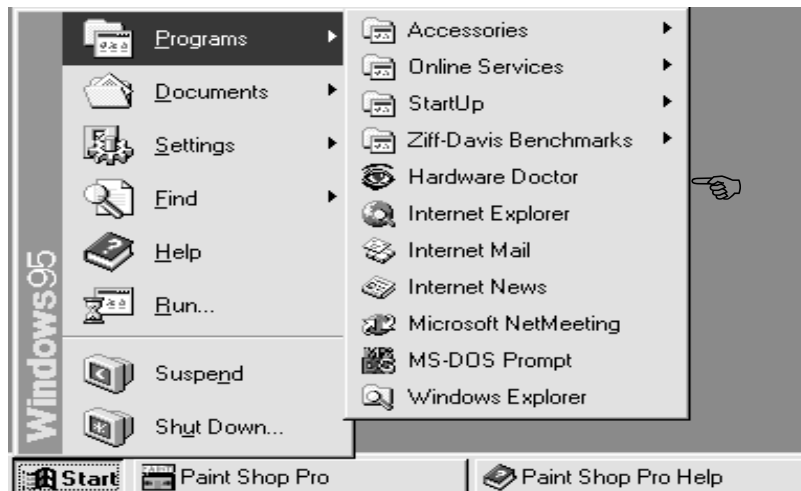 Programs
Documents
Settings
Find
Help
Run...
Suspend
Shut Down...
Windows95
Accessories
Online Services
StartUp
Ziff-Davis Benchmarks
Hardware Doctor
Internet Explorer
Internet Mail
Internet News
Microsoft NetMeeting
MS-DOS Prompt
Windows Explorer
Start
Paint Shop Pro
Paint Shop Pro Help